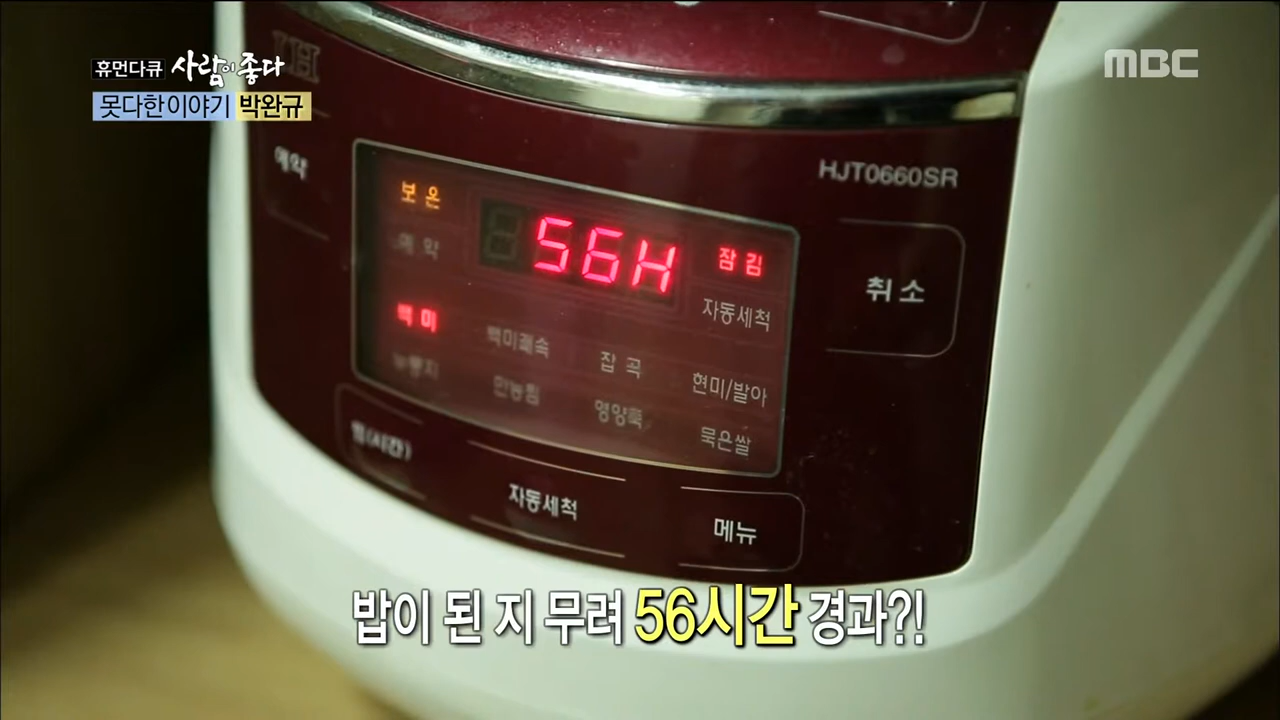 휴먼다큐 사람이 좋다
MBC
못다한이야기 박완규
IH
예약
HJT0660SR
보온
56H
잠김
예약
자동세척
취소
백미
백미쾌속
잡곡
현미/발아
누룽지
만능찜
영양죽
묵은쌀
자동세척
메뉴
밥이 된 지 무려 56시간 경과?!